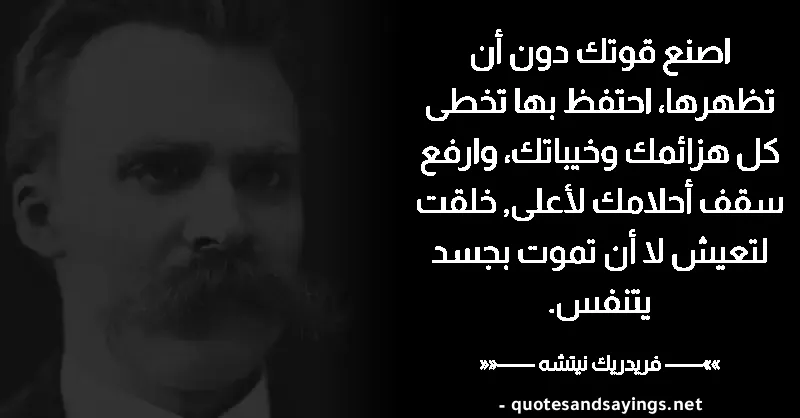 اصنع قوتك دون أن
تظهرها، احتفظ بها تخطى
كل هزائمك وخيباتك، وارفع
سقف أحلامك لأعلى, خلقت
لتعيش لا أن تموت بجسد
يتنفس.
»»—— فريدريك نيتشه ——««
- quotesandsayings.net